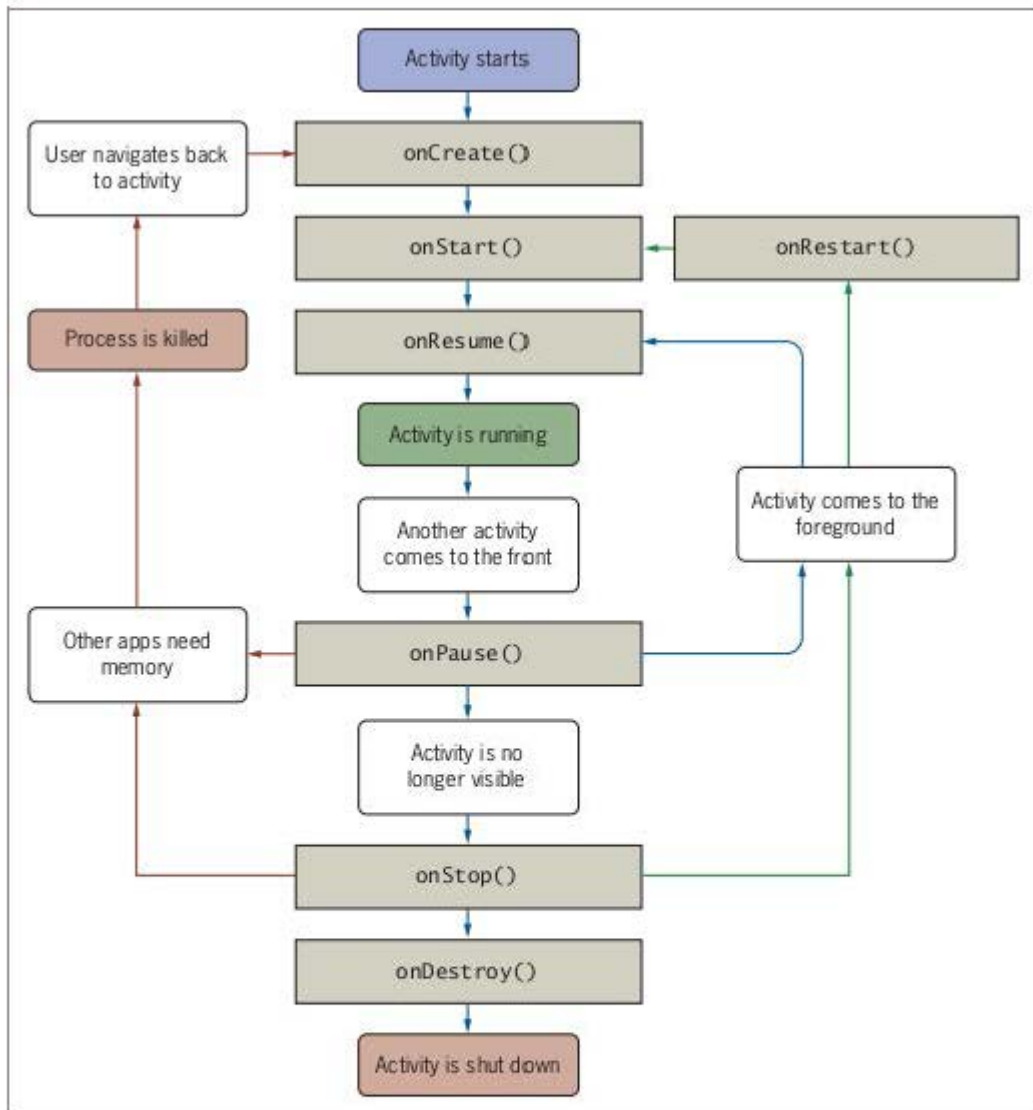 Activity starts
User navigates back
to activity
onCreate()
onStart()
onRestart()
Process is killed
onResume()
Activity is running
Another activity
comes to the front
Activity comes to the
foreground
Other apps need
memory
onPause()
Activity is no
longer visible
onStop()
onDestroy()
Activity is shut down